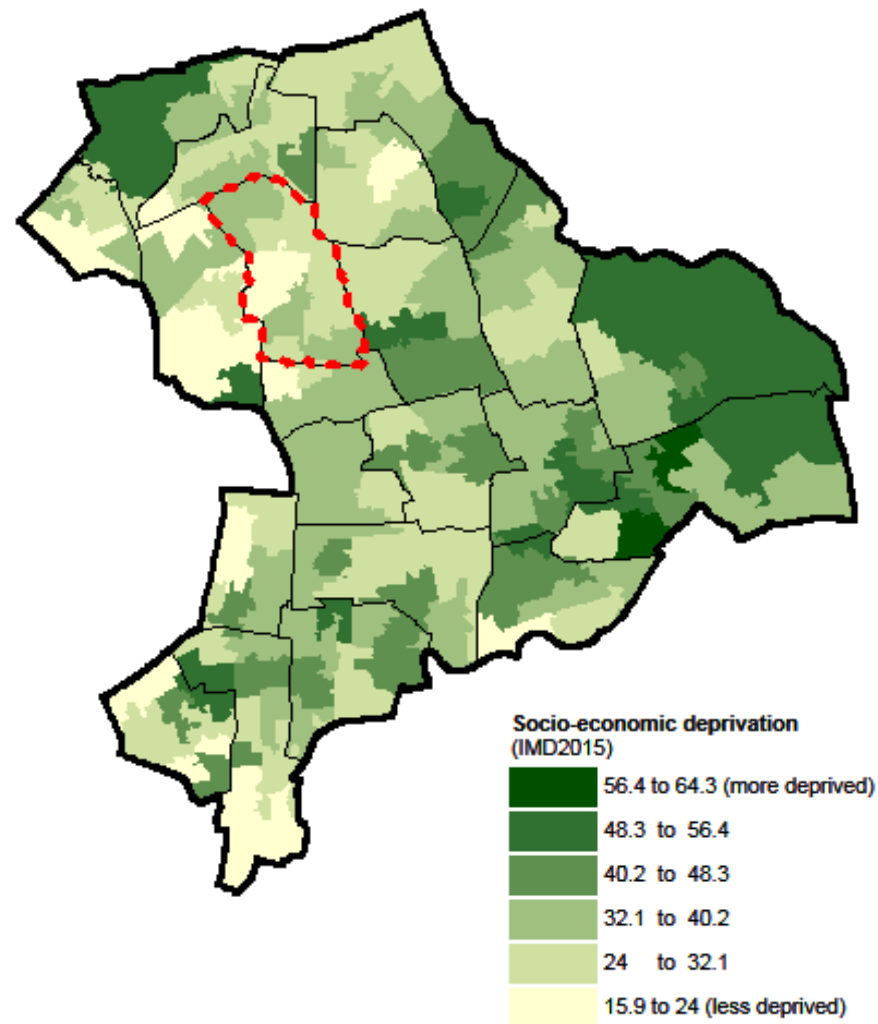 Socio-economic deprivation
(IMD2015)
56.4 to 64.3 (more deprived)
48.3 to 56.4
40.2 to 48.3
32.1 to 40.2
24 to 32.1
15.9 to 24 (less deprived)